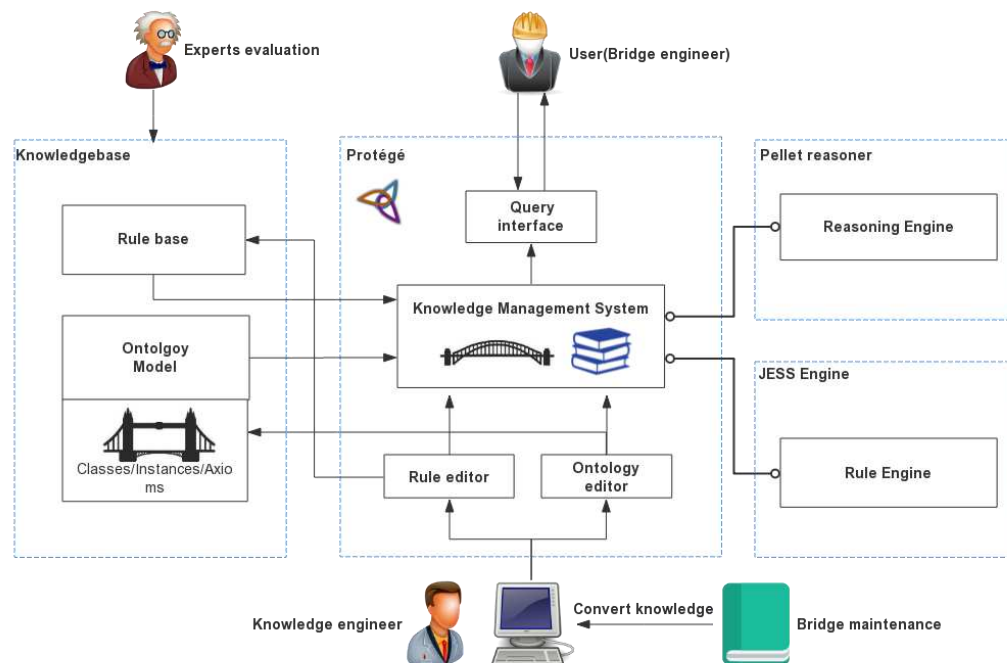 Experts evaluation
User(Bridge engineer)
Knowledgebase
Protégé
Pellet reasoner
Rule base
Query
interface
Reasoning Engine
Knowledge Management System
Ontolgoy
Model
JESS Engine
Classes/Instances/Axio
ms
Rule editor
Ontology
editor
Rule Engine
Knowledge engineer
Convert knowledge
Bridge maintenance